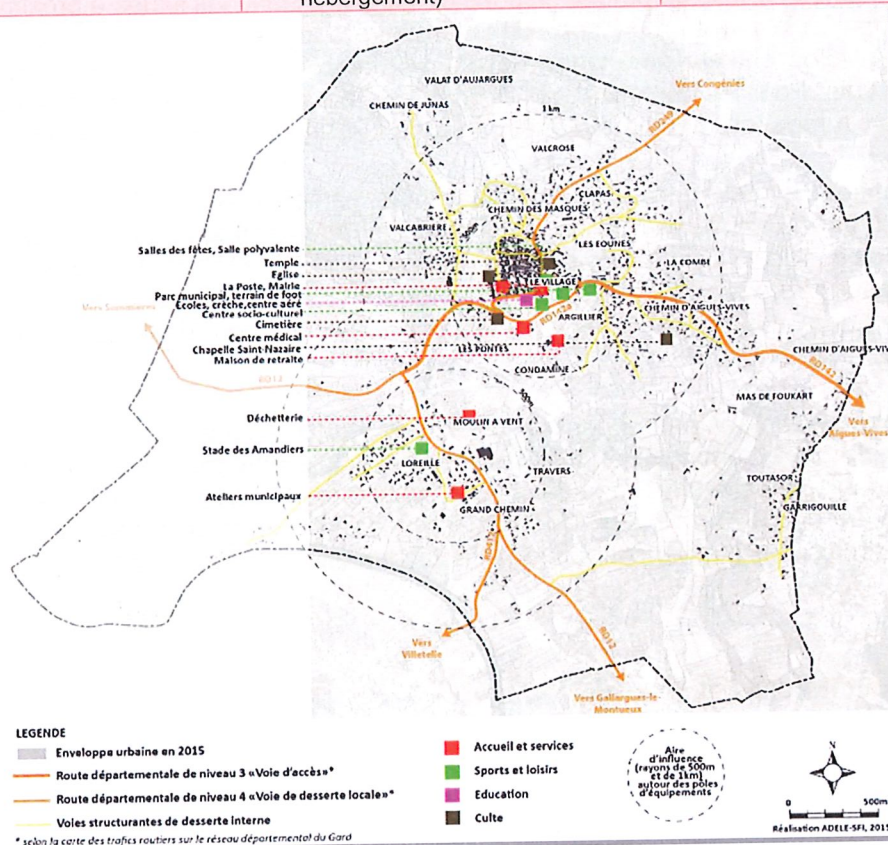 hébergement)
VALAT D'AUJARGUES
Vers Congénies
CHEMIN DE JUNAS
1 km
RD249
VALCROSE
CLAPAS
CHEMIN DES MASQUES
VALCABRIERE
LES EOUNES
Salles des fêtes, Salle polyvalente
Temple
LA COMBE
Eglise
La Poste, Mairie
LE VILLAGE
Parc municipal, terrain de foot
Écoles, crèche, centre aéré
Vers Sommières
CHEMIN D'AIGUES-VIVES
Centre socio-culturel
ARGILLIER
Cimetière
Centre médical
Chapelle Saint-Nazaire
LES PONTES
CHEMIN D'AIGUES-VIV
Maison de retraite
CONDAMINE
RD142
RD12
MAS DE FOUKART
Déchetterie
MOULIN A VENT
Vers
Aigues-Vives
Stade des Amandiers
LOREILLE
TRAVERS
TOUTASOR
Ateliers municipaux
GRAND CHEMIN
GARRIGOUILLE
RD12
Vers
Villetelle
Vers Gallargues-le-
Montueux
LEGENDE
Enveloppe urbaine en 2015
Route départementale de niveau 3 «Voie d'accès»*
Route départementale de niveau 4 «Voie de desserte locale»*
Voies structurantes de desserte interne
* selon la carte des trafics routiers sur le réseau départemental du Gard
Accueil et services
Sports et loisirs
Education
Culte
Aire
d'influence
(rayons de 500m
et de 1km)
autour des pôles
d'équipements
N
0 500m
Réalisation ADELE-SFI, 2015